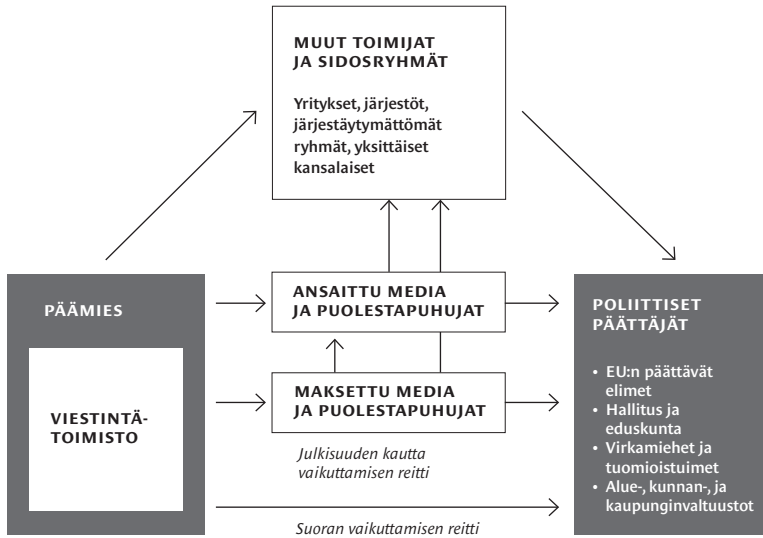 MUUT TOIMIJAT
JA SIDOSRYHMÄT
Yritykset, järjestöt,
järjestäytymättömät
ryhmät, yksittäiset
kansalaiset
PÄÄMIES
VIESTINTÄ-
TOIMISTO
ANSAITTU MEDIA
JA PUOLESTAPUHUJAT
MAKSETTU MEDIA
JA PUOLESTAPUHUJAT
Julkisuuden kautta
vaikuttamisen reitti
Suoran vaikuttamisen reitti
POLIITTISET
PÄÄTTÄJÄT
• EU:n päättävät
elimet
• Hallitus ja
eduskunta
• Virkamiehet ja
tuomioistuimet
• Alue-, kunnan-, ja
kaupunginvaltuustot